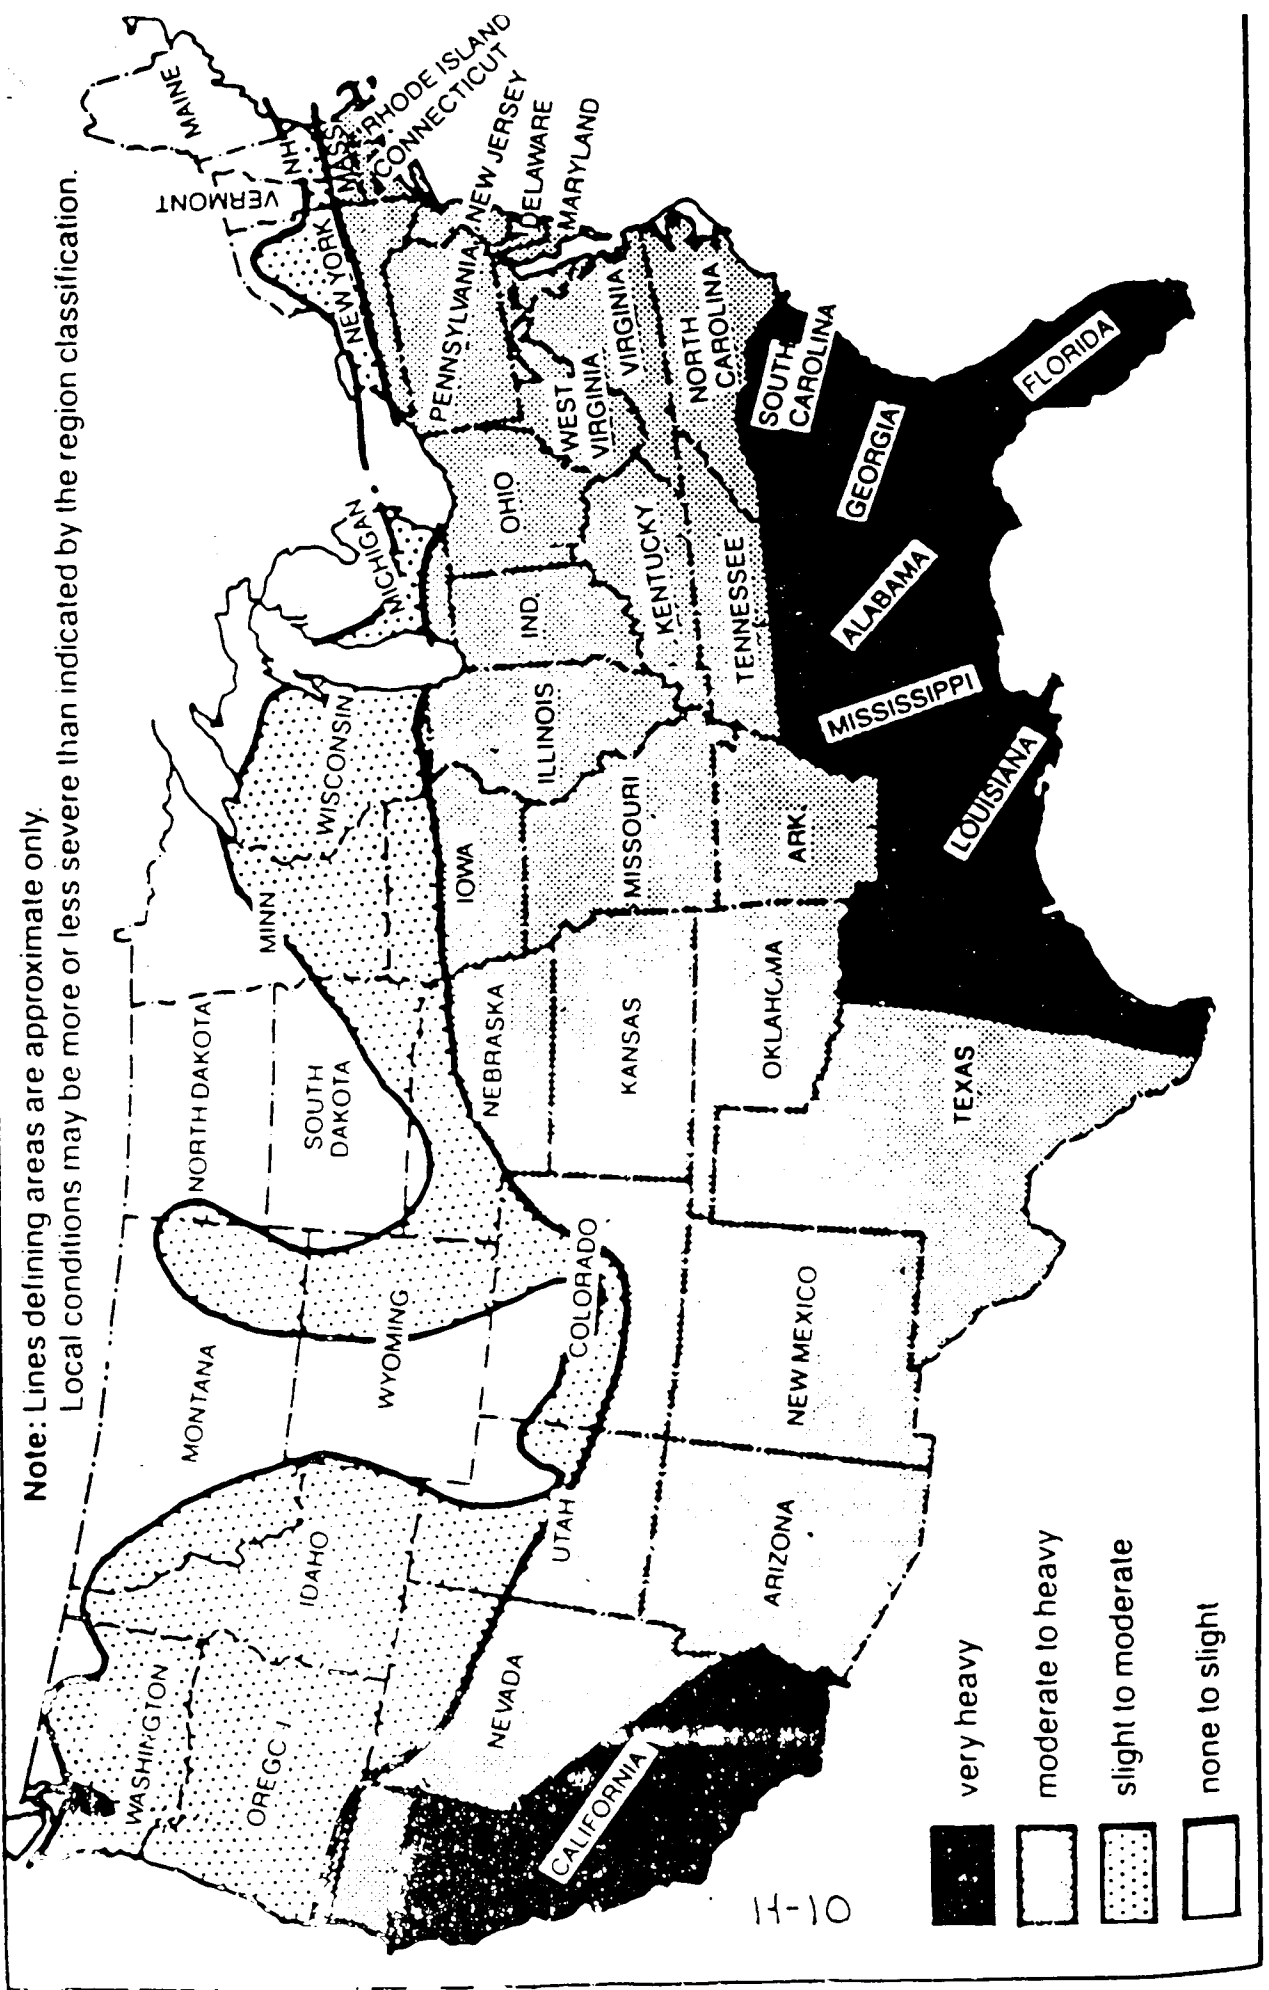 Note: Lines defining areas are approximate only.
Local conditions may be more or less severe than indicated by the region classification.
WASHINGTON
MONTANA
NORTH DAKOTA
MINN
VERMONT
MAINE
NH
MASS
RHODE ISLAND
CONNECTICUT
IDAHO
WYOMING
SOUTH
DAKOTA
WISCONSIN
MICHIGAN
NEW YORK
NEVADA
UTAH
COLORADO
NEBRASKA
IOWA
ILLINOIS
IND.
OHIO
PENNSYLVANIA
NEW JERSEY
DELAWARE
MARYLAND
CALIFORNIA
KANSAS
MISSOURI
KENTUCKY
WEST
VIRGINIA
VIRGINIA
ARIZONA
NEW MEXICO
OKLAHOMA
ARK.
TENNESSEE
NORTH
CAROLINA
SOUTH
CAROLINA
TEXAS
LOUISIANA
MISSISSIPPI
ALABAMA
GEORGIA
FLORIDA
H-10
very heavy
moderate to heavy
slight to moderate
none to slight